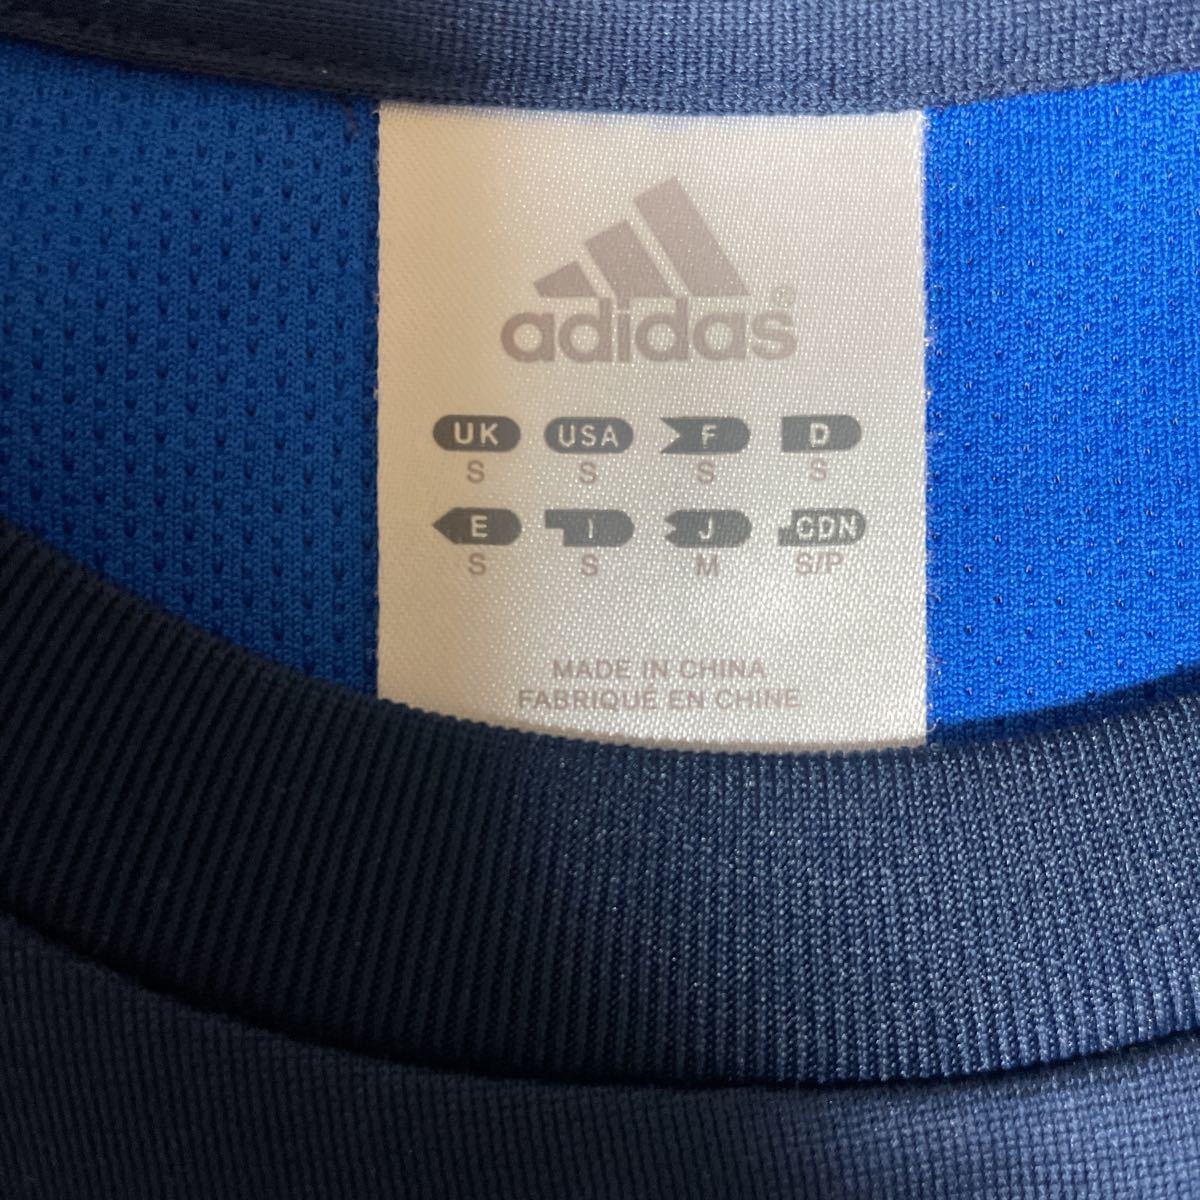 adidas®
UK USA F D
S S S S
E I J CDN
S S M S/P
MADE IN CHINA
FABRIQUÉ EN CHINE